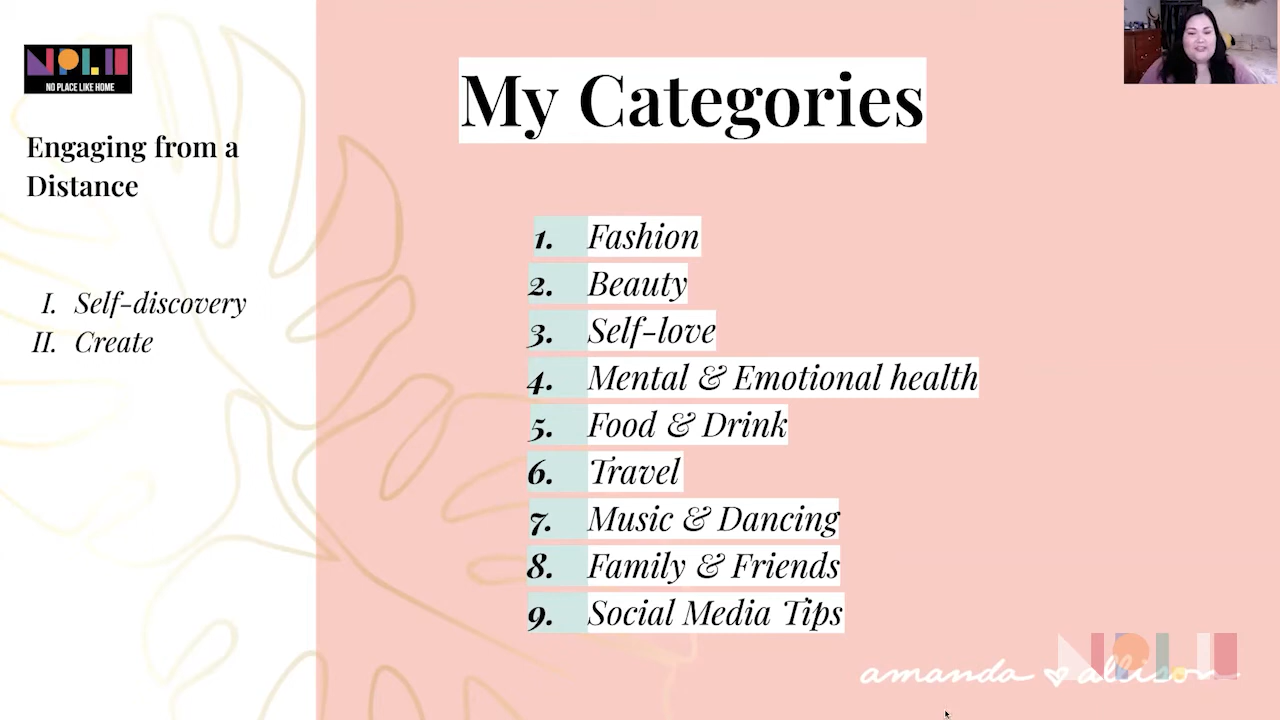 NPLH
NO PLACE LIKE HOME
Engaging from a
Distance
I. Self-discovery
II. Create
My Categories
1. Fashion
2. Beauty
3. Self-love
4. Mental & Emotional health
5. Food & Drink
6. Travel
7. Music & Dancing
8. Family & Friends
9. Social Media Tips
amanda allison
NPLH